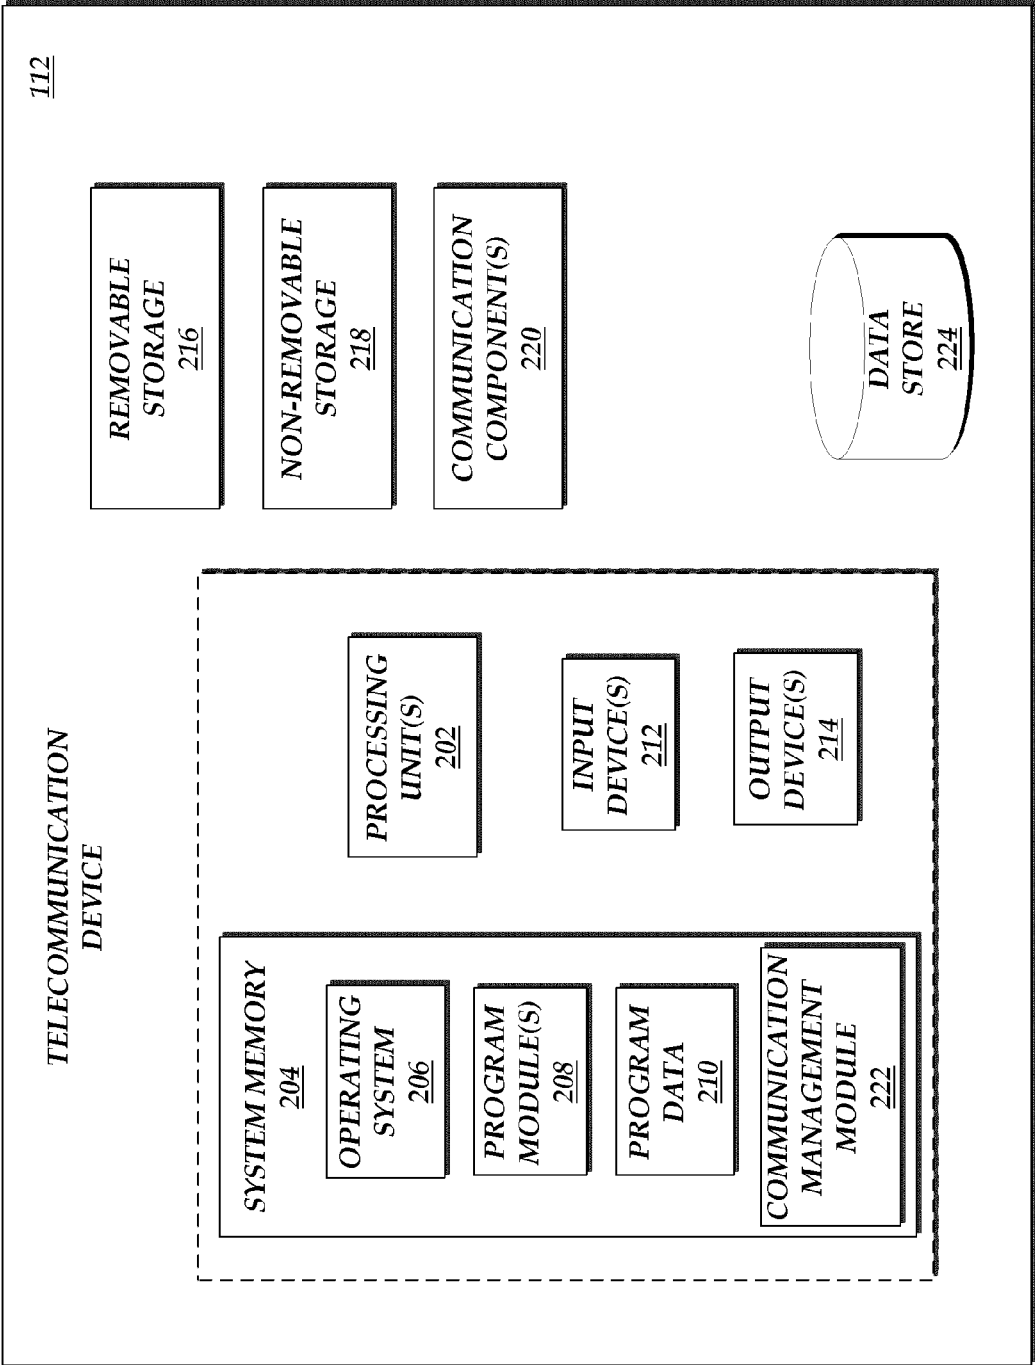 TELECOMMUNICATION
DEVICE
112
SYSTEM MEMORY
204
OPERATING
SYSTEM
206
PROGRAM
MODULE(S)
208
PROGRAM
DATA
210
COMMUNICATION
MANAGEMENT
MODULE
222
PROCESSING
UNIT(S)
202
INPUT
DEVICE(S)
212
OUTPUT
DEVICE(S)
214
REMOVABLE
STORAGE
216
NON-REMOVABLE
STORAGE
218
COMMUNICATION
COMPONENT(S)
220
DATA
STORE
224